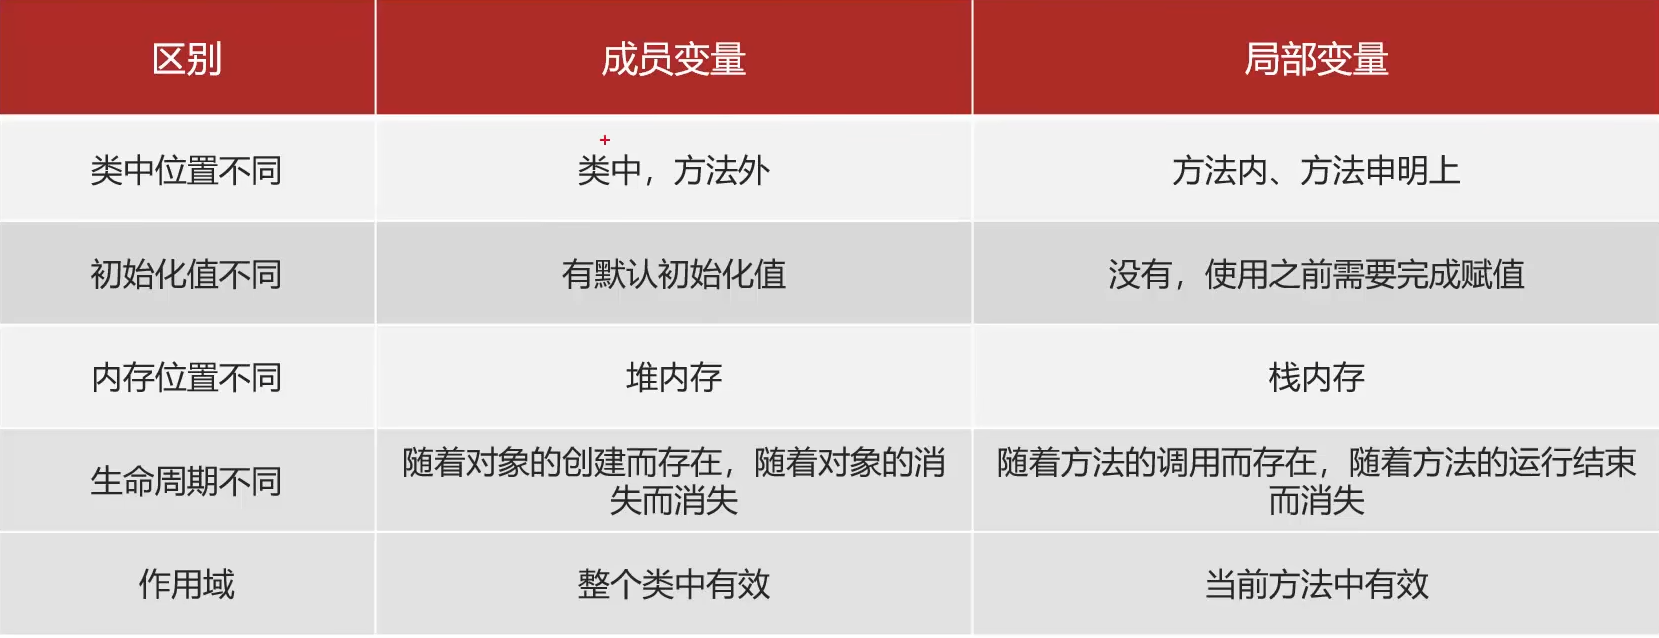 区别 成员变量 局部变量
类中位置不同 类中，方法外 方法内、方法申明上
初始化值不同 有默认初始化值 没有，使用之前需要完成赋值
内存位置不同 堆内存 栈内存
生命周期不同 随着对象的创建而存在，随着对象的消
失而消失 随着方法的调用而存在，随着方法的运行结束
而消失
作用域 整个类中有效 当前方法中有效